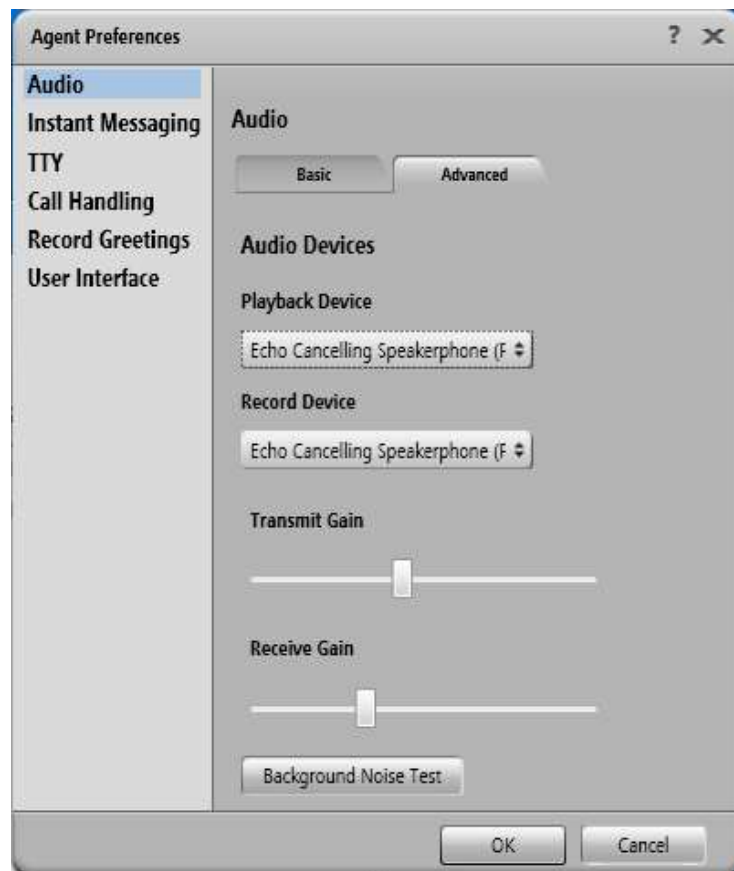 Agent Preferences
?
Audio
Instant Messaging
TTY
Call Handling
Record Greetings
User Interface
Audio
Basic Advanced
Audio Devices
Playback Device
Echo Cancelling Speakerphone (F
Record Device
Echo Cancelling Speakerphone (F
Transmit Gain
Receive Gain
Background Noise Test
OK Cancel